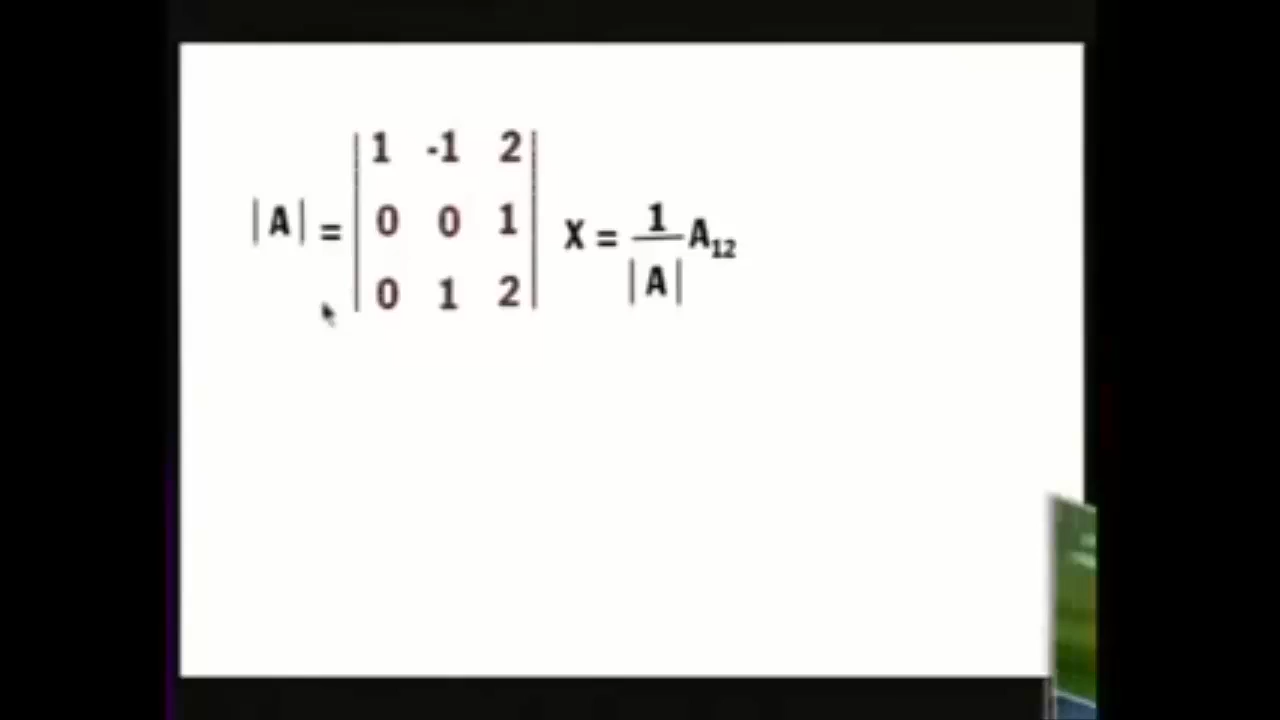 |A| = | 1 -1 2 | X = 1/|A| A₁₂
| 0 0 1 |
| 0 1 2 |